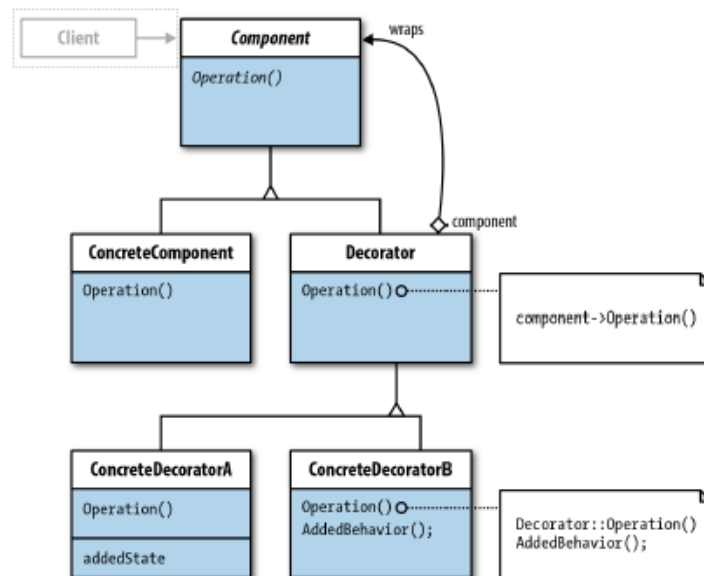 Client
Component
wraps
Operation()
component
ConcreteComponent
Decorator
Operation()
Operation()
component->Operation()
ConcreteDecoratorA
ConcreteDecoratorB
Operation()
Operation()
AddedBehavior();
Decorator::Operation()
AddedBehavior();
addedState